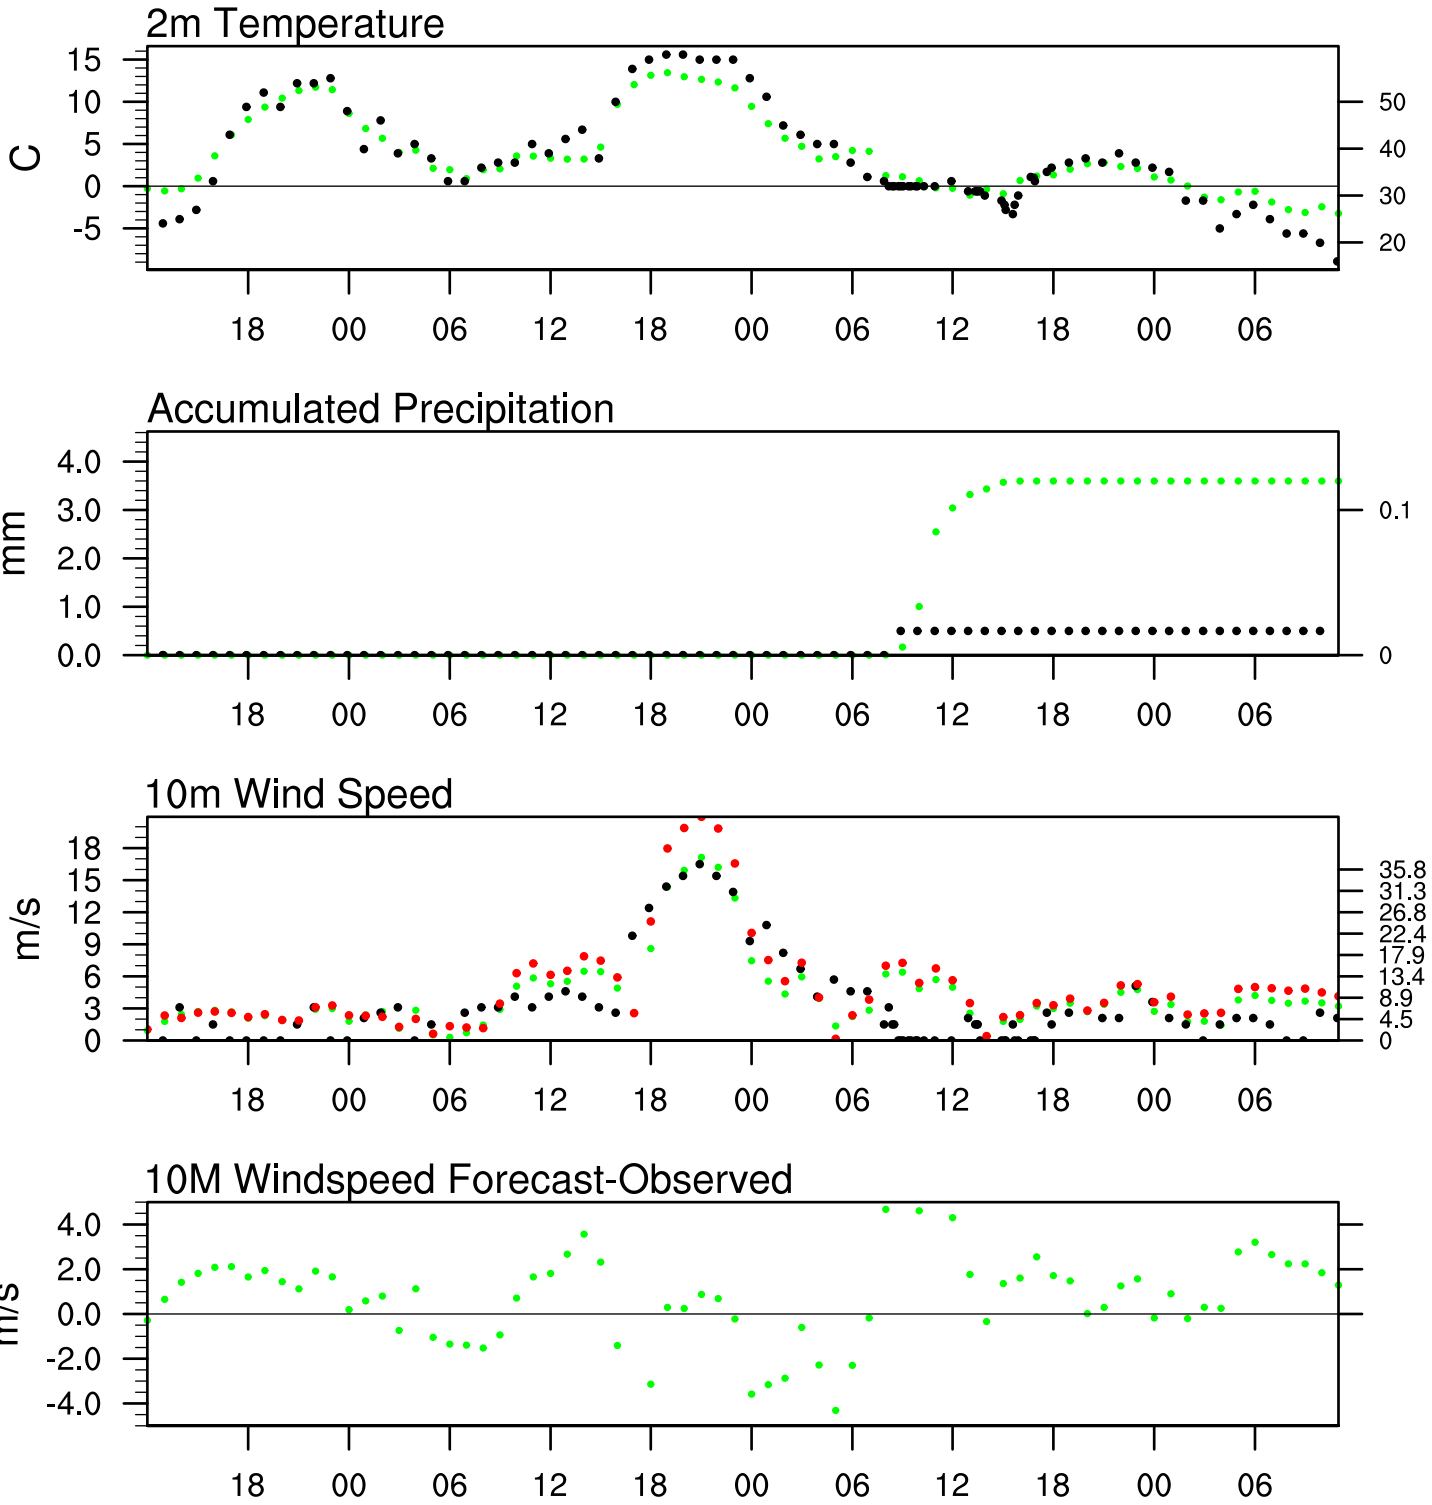 2m Temperature
15
10 50
5 40
C
0 30
-5 20
18 00 06 12 18 00 06 12 18 00 06
Accumulated Precipitation
4.0
3.0 0.1
mm
2.0
1.0
0.0 0
18 00 06 12 18 00 06 12 18 00 06
10m Wind Speed
18 35.8
15 31.3
12 26.8
m/s
9 22.4
17.9
6 13.4
3 8.9
4.5
0 0
18 00 06 12 18 00 06 12 18 00 06
10M Windspeed Forecast-Observed
4.0
2.0
m/s
0.0
-2.0
-4.0
18 00 06 12 18 00 06 12 18 00 06